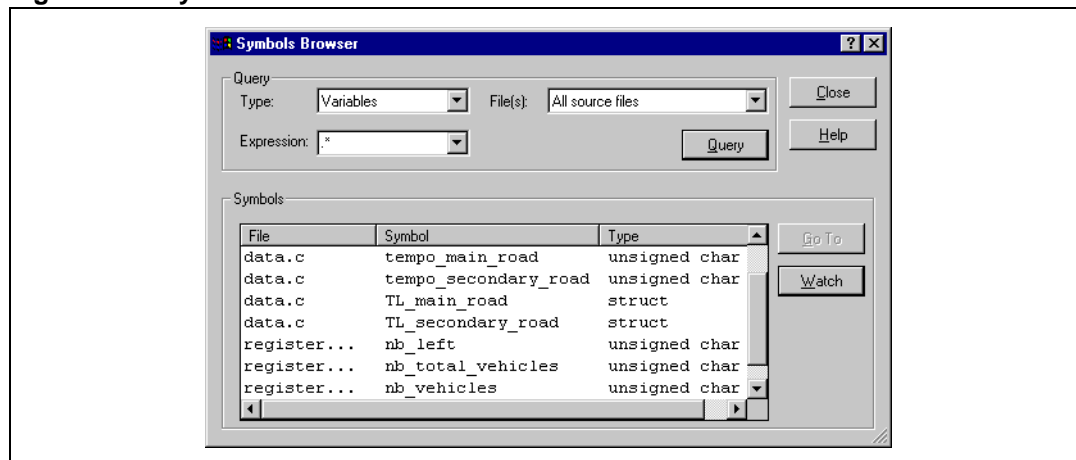 Symbols Browser
Query
Type: Variables File(s): All source files
Close
Expression: .* Query
Help
Symbols
File Symbol Type
Go To
data.c tempo_main_road unsigned char
data.c tempo_secondary_road unsigned char
Watch
data.c TL_main_road struct
data.c TL_secondary_road struct
register... nb_left unsigned char
register... nb_total_vehicles unsigned char
register... nb_vehicles unsigned char